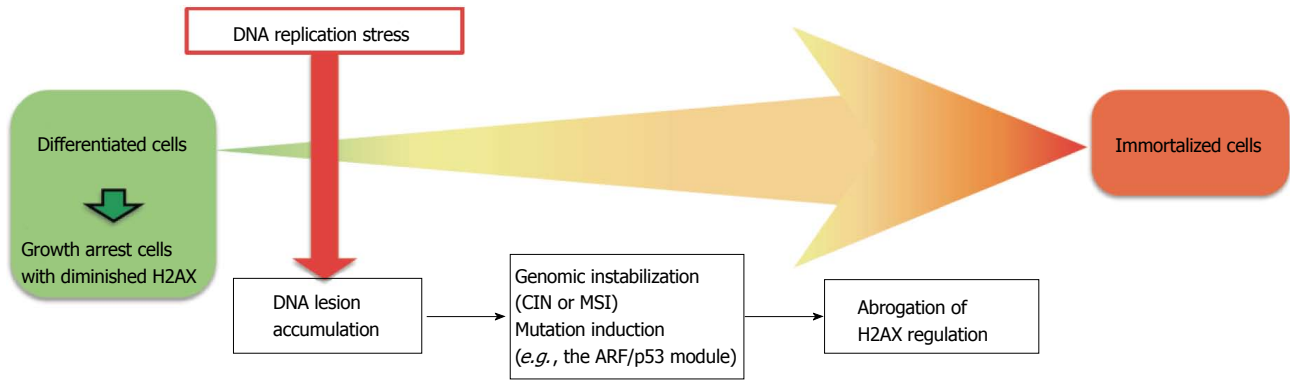 DNA replication stress
Differentiated cells
Growth arrest cells
with diminished H2AX
Immortalized cells
DNA lesion
accumulation
Genomic instabilization
(CIN or MSI)
Mutation induction
(e.g., the ARF/p53 module)
Abrogation of
H2AX regulation